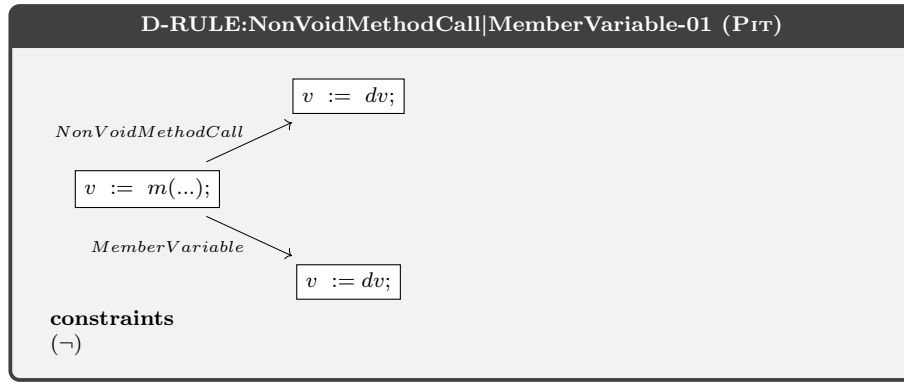 D-RULE:NonVoidMethodCall|MemberVariable-01 (PIT)
v := dv;
NonVoidMethodCall
v := m(...);
MemberVariable
v := dv;
constraints
(¬)